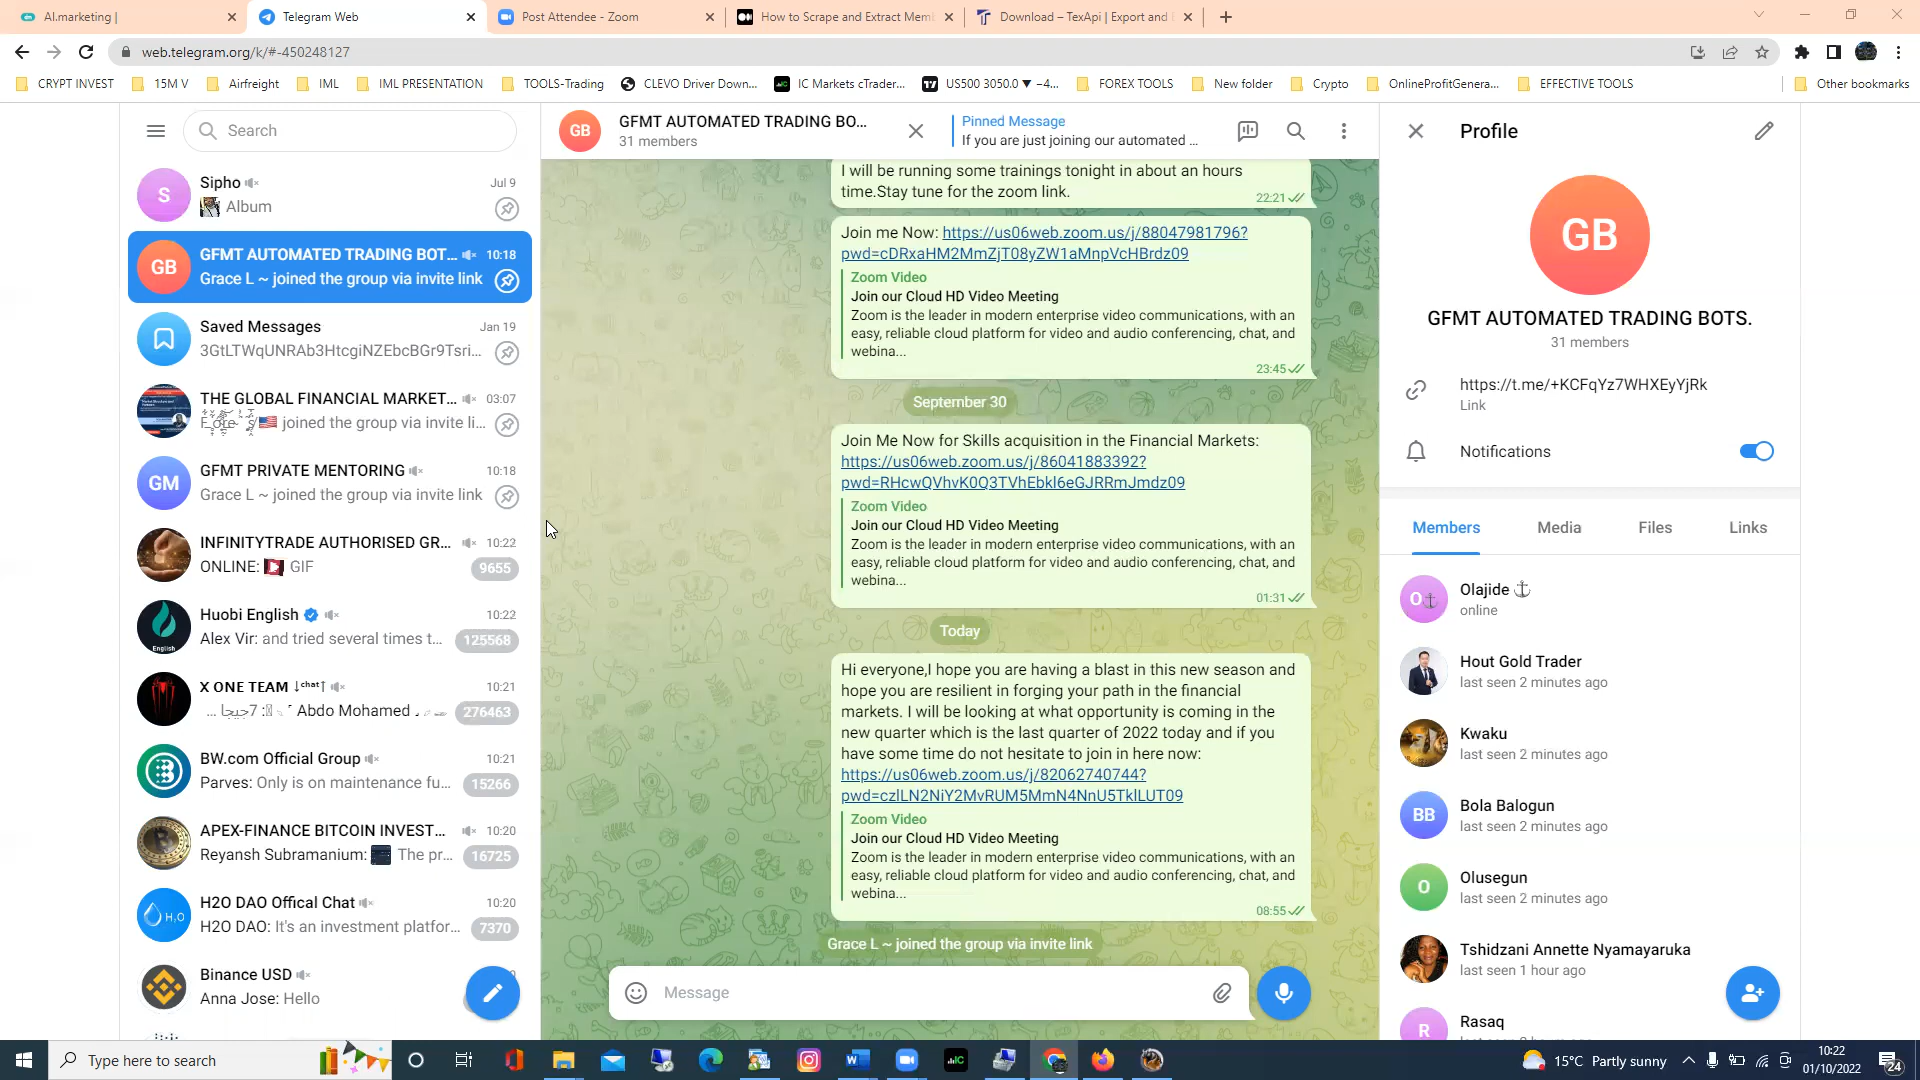 AI.marketing |
Telegram Web
Post Attendee - Zoom
How to Scrape and Extract Mem
Download – TexApi | Export and
web.telegram.org/k/#-450248127
CRYPT INVEST
15M V
Airfreight
IML
IML PRESENTATION
TOOLS-Trading
CLEVO Driver Down...
IC Markets cTrader...
US500 3050.0 ▼ −4...
FOREX TOOLS
New folder
Crypto
OnlineProfitGenera...
EFFECTIVE TOOLS
Other bookmarks
Search
S
Sipho
Jul 9
Album
GB
GFMT AUTOMATED TRADING BOT...
10:18
Grace L ~ joined the group via invite link
Saved Messages
Jan 19
3GtLTWqUNRAb3HtcgiNZEbcBGr9Tsri...
THE GLOBAL FINANCIAL MARKET...
03:07
joined the group via invite li...
GM
GFMT PRIVATE MENTORING
10:18
Grace L ~ joined the group via invite link
INFINITYTRADE AUTHORISED GR...
10:22
ONLINE: GIF
9655
Huobi English
10:22
English
Alex Vir: and tried several times t...
125568
X ONE TEAM ↓ᶜʰᵃᵗ↑
10:21
Abdo Mohamed
276463
BW.com Official Group
10:21
Parves: Only is on maintenance fu...
15266
APEX-FINANCE BITCOIN INVEST...
10:20
Reyansh Subramanium: The pr...
16725
H2O DAO Offical Chat
10:20
H2O
H2O DAO: It's an investment platfor...
7370
Binance USD
Anna Jose: Hello
GB
GFMT AUTOMATED TRADING BO...
31 members
Pinned Message
If you are just joining our automated ...
I will be running some trainings tonight in about an hours
time.Stay tune for the zoom link.
22:21
Join me Now: https://us06web.zoom.us/j/88047981796?
pwd=cDRxaHM2MmZjT08yZW1aMnpVcHBrdz09
Zoom Video
Join our Cloud HD Video Meeting
Zoom is the leader in modern enterprise video communications, with an
easy, reliable cloud platform for video and audio conferencing, chat, and
webina...
23:45
September 30
Join Me Now for Skills acquisition in the Financial Markets:
https://us06web.zoom.us/j/86041883392?
pwd=RHcwQVhvK0Q3TVhEbkl6eGJRRmJmdz09
Zoom Video
Join our Cloud HD Video Meeting
Zoom is the leader in modern enterprise video communications, with an
easy, reliable cloud platform for video and audio conferencing, chat, and
webina...
01:31
Today
Hi everyone,I hope you are having a blast in this new season and
hope you are resilient in forging your path in the financial
markets. I will be looking at what opportunity is coming in the
new quarter which is the last quarter of 2022 today and if you
have some time do not hesitate to join in here now:
https://us06web.zoom.us/j/82062740744?
pwd=czlLN2NiY2MvRUM5MmN4NnU5TklLUT09
Zoom Video
Join our Cloud HD Video Meeting
Zoom is the leader in modern enterprise video communications, with an
easy, reliable cloud platform for video and audio conferencing, chat, and
webina...
08:55
Grace L ~ joined the group via invite link
Message
Profile
GB
GFMT AUTOMATED TRADING BOTS.
31 members
https://t.me/+KCFqYz7WHXEyYjRk
Link
Notifications
Members
Media
Files
Links
O⚓
Olajide ⚓
online
Hout Gold Trader
last seen 2 minutes ago
Kwaku
last seen 2 minutes ago
BB
Bola Balogun
last seen 2 minutes ago
O
Olusegun
last seen 2 minutes ago
Tshidzani Annette Nyamayaruka
last seen 1 hour ago
R
Rasaq
Type here to search
15°C Partly sunny
10:22
01/10/2022
24